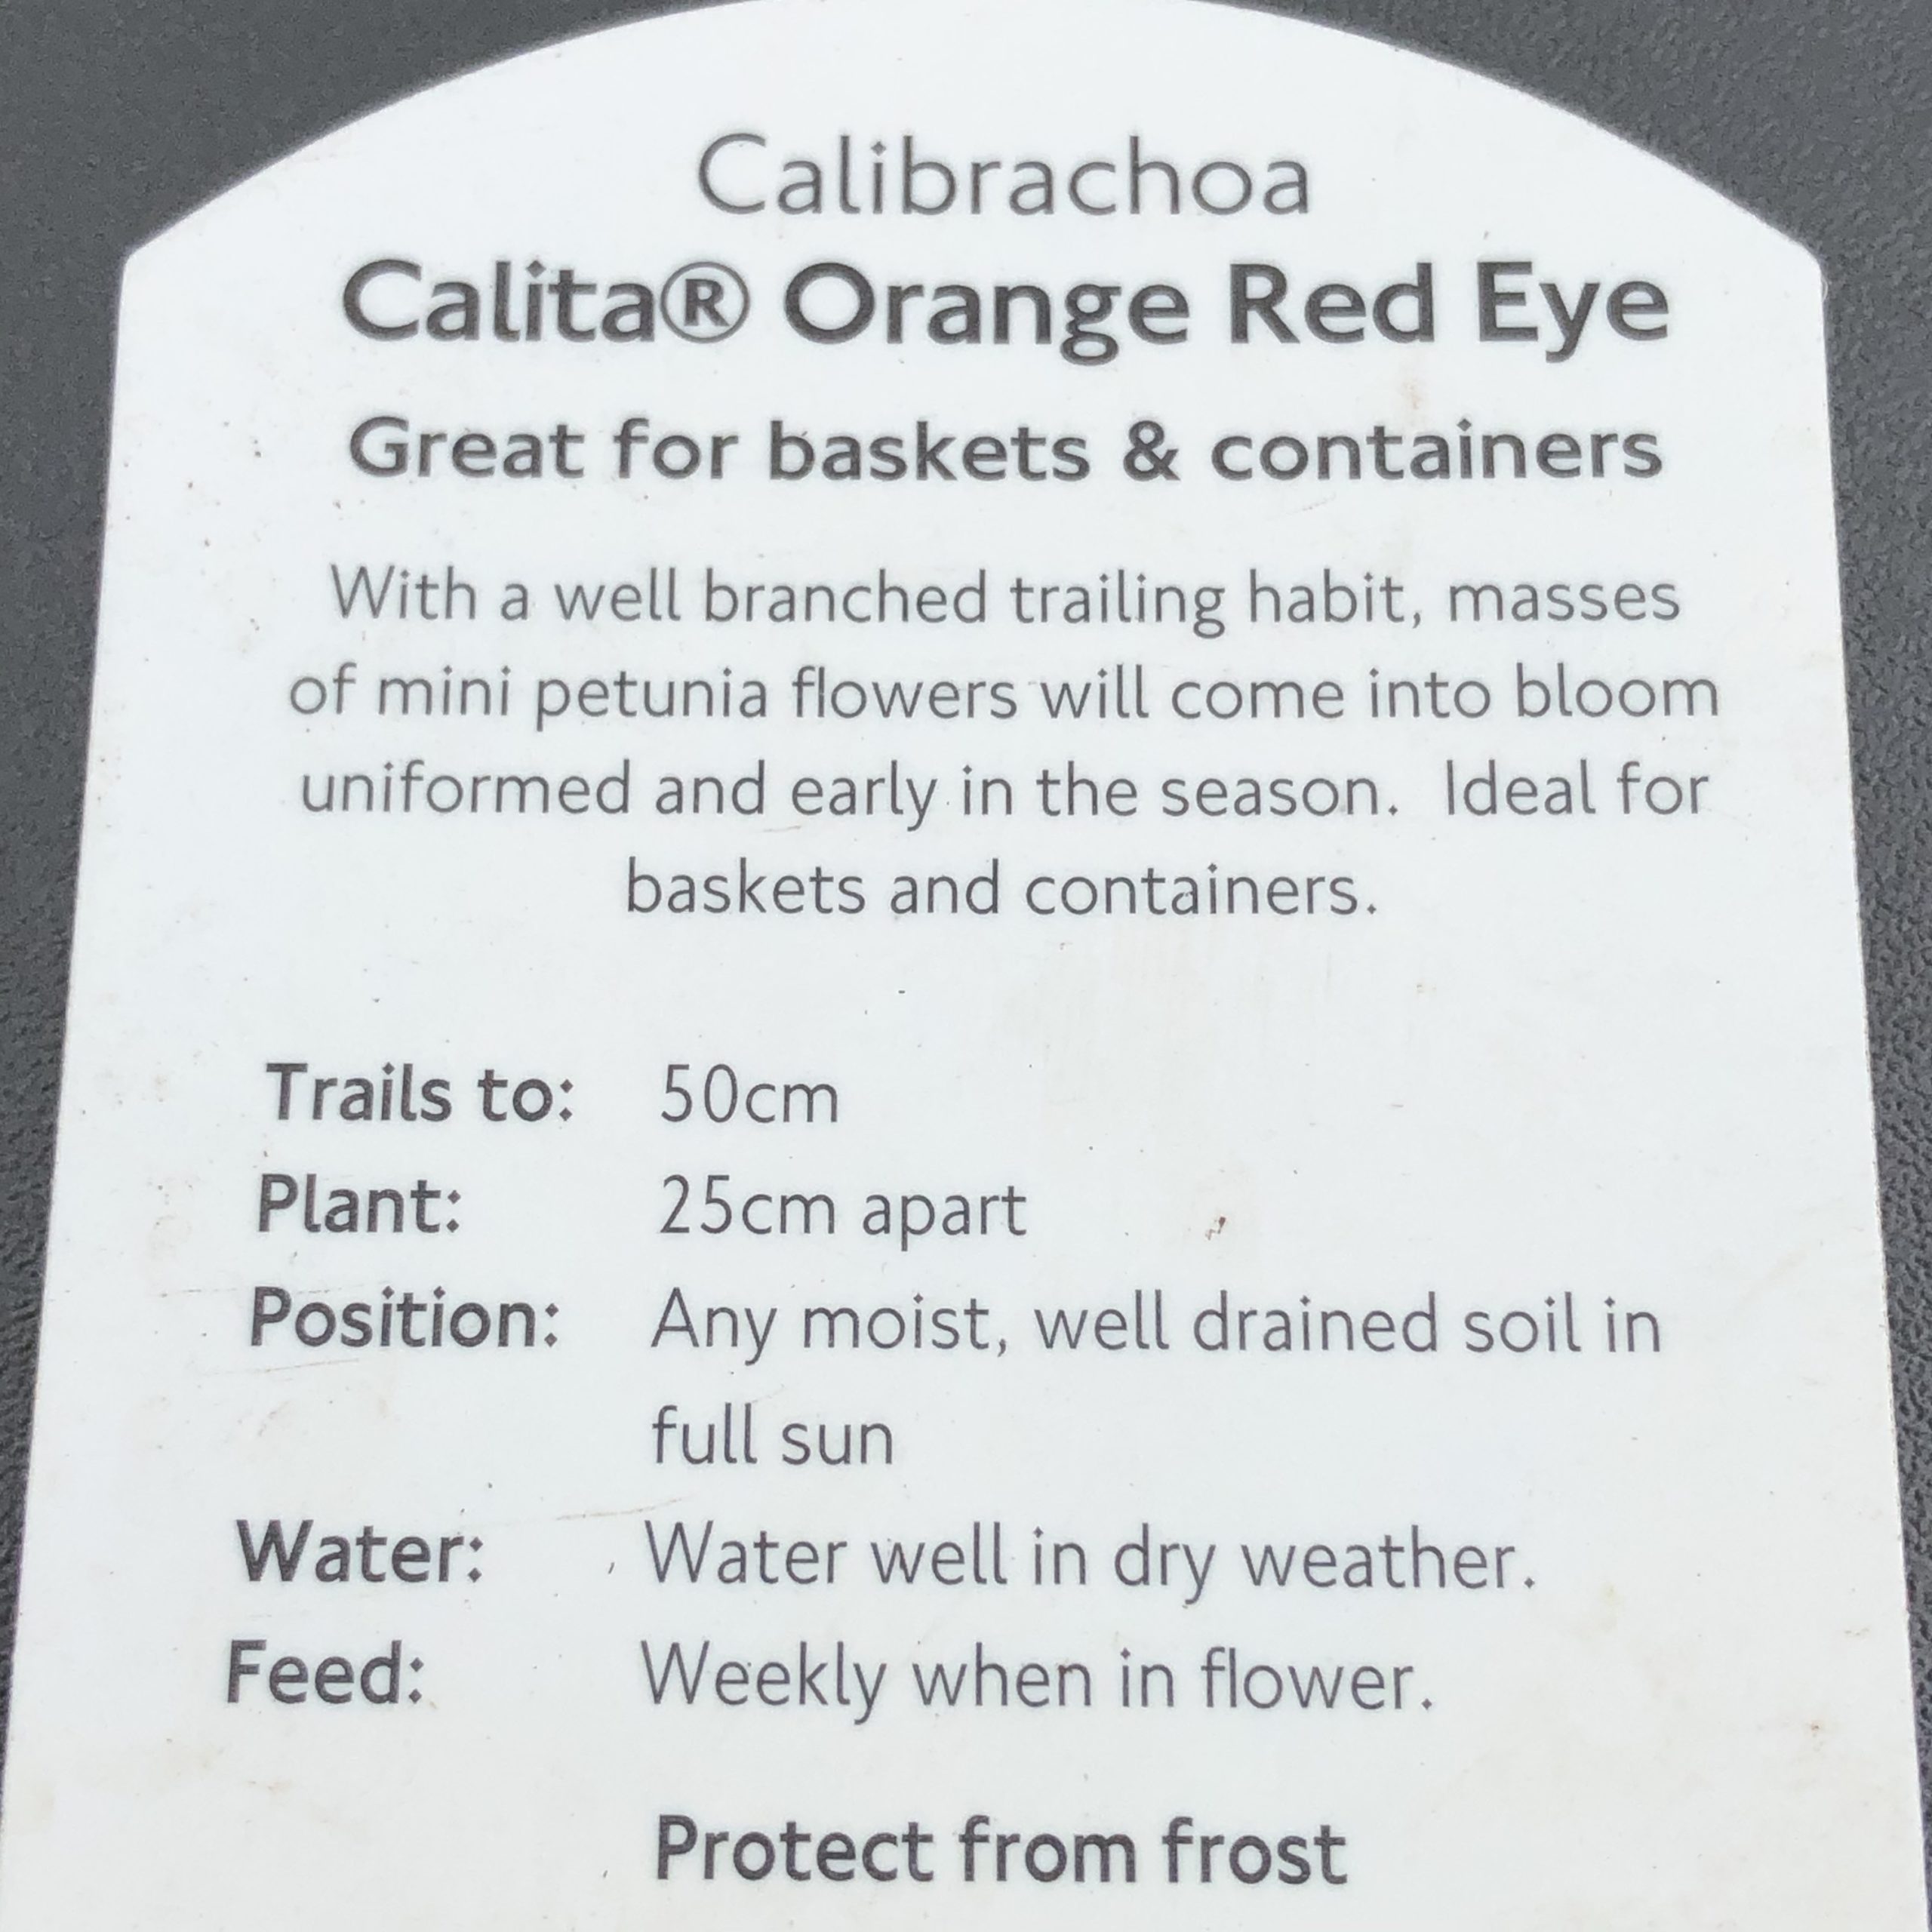 Calibrachoa
Calita® Orange Red Eye
Great for baskets & containers
With a well branched trailing habit, masses
of mini petunia flowers will come into bloom
uniformed and early in the season. Ideal for
baskets and containers.
Trails to: 50cm
Plant: 25cm apart
Position: Any moist, well drained soil in
full sun
Water: Water well in dry weather.
Feed: Weekly when in flower.
Protect from frost